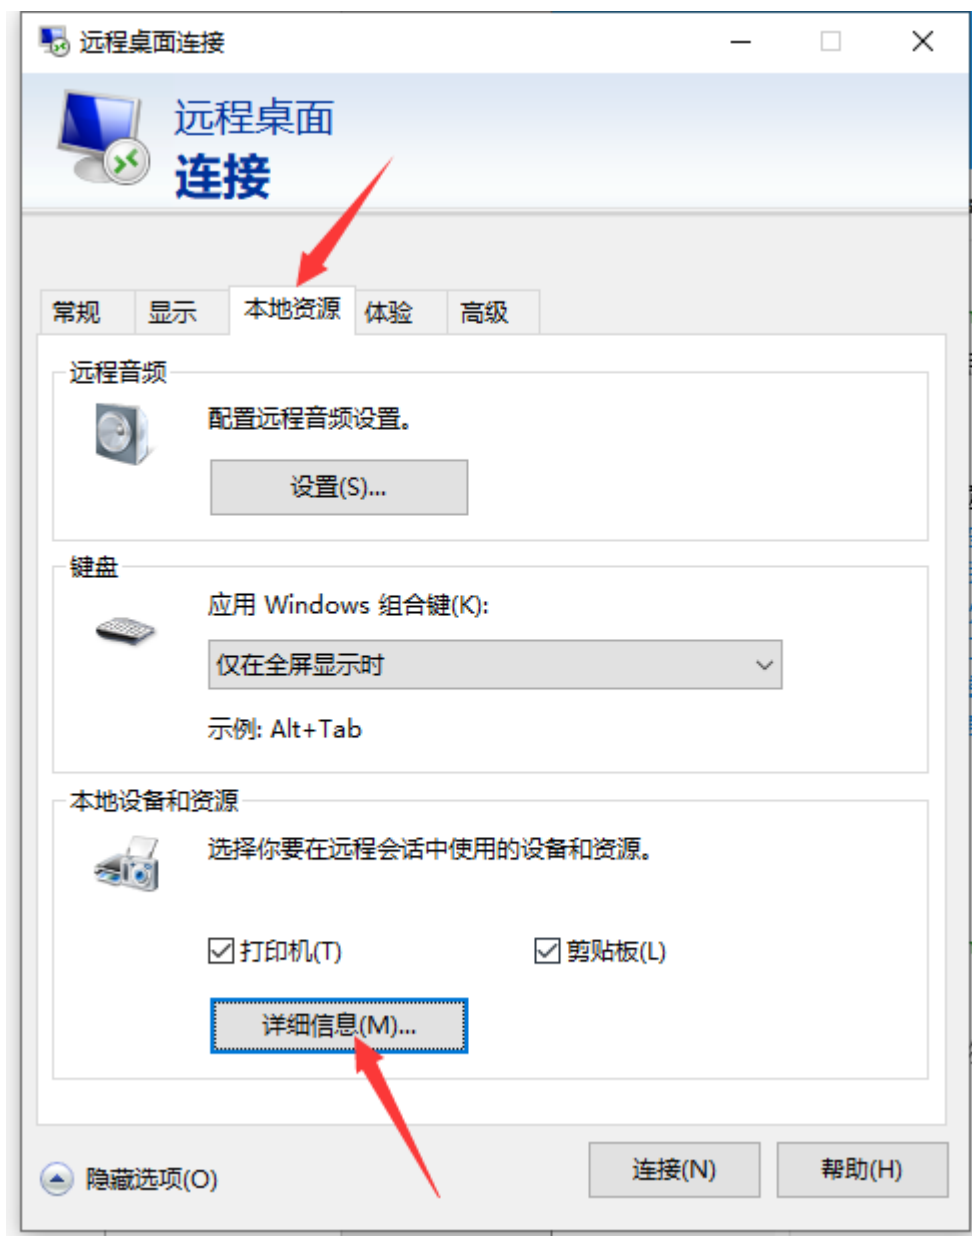 远程桌面连接
远程桌面
连接
常规 显示 本地资源 体验 高级
远程音频
配置远程音频设置。
设置(S)...
键盘
应用 Windows 组合键(K):
仅在全屏显示时
示例: Alt+Tab
本地设备和资源
选择你要在远程会话中使用的设备和资源。
打印机(T) 剪贴板(L)
详细信息(M)...
隐藏选项(O) 连接(N) 帮助(H)